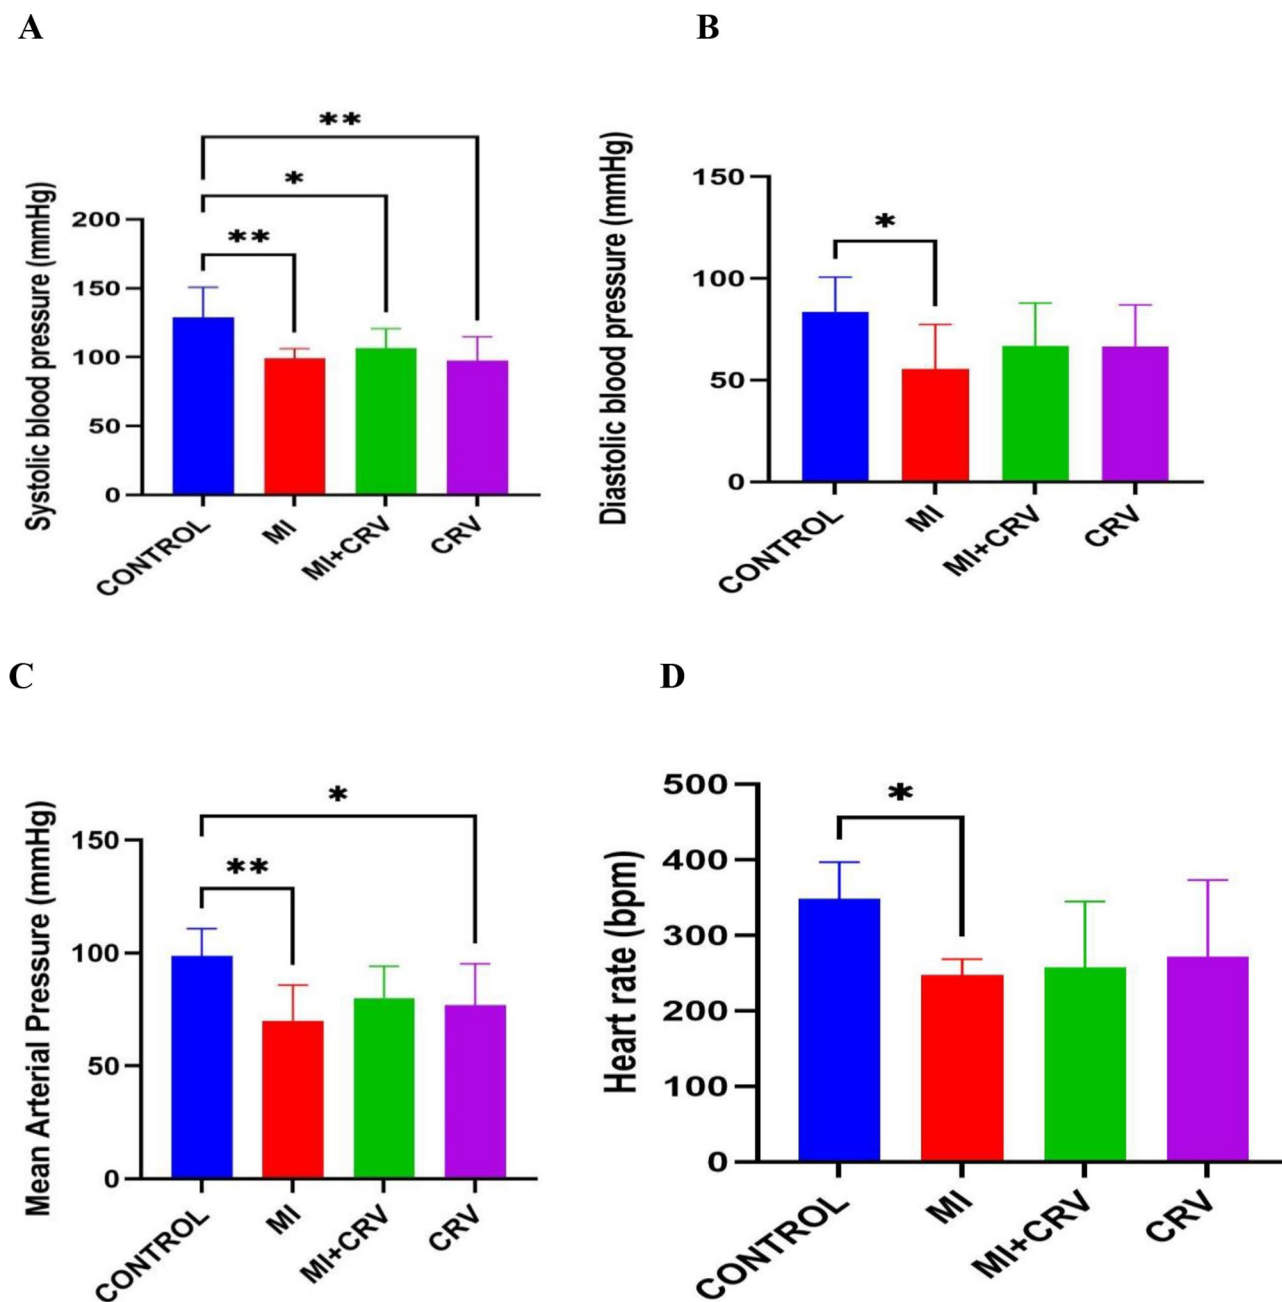 A
Systolic blood pressure (mmHg)
200
150
100
50
0
**
*
**
CONTROL
MI
MI+CRV
CRV
B
Diastolic blood pressure (mmHg)
150
100
50
0
*
CONTROL
MI
MI+CRV
CRV
C
Mean Arterial Pressure (mmHg)
150
100
50
0
*
**
CONTROL
MI
MI+CRV
CRV
D
Heart rate (bpm)
500
400
300
200
100
0
*
CONTROL
MI
MI+CRV
CRV